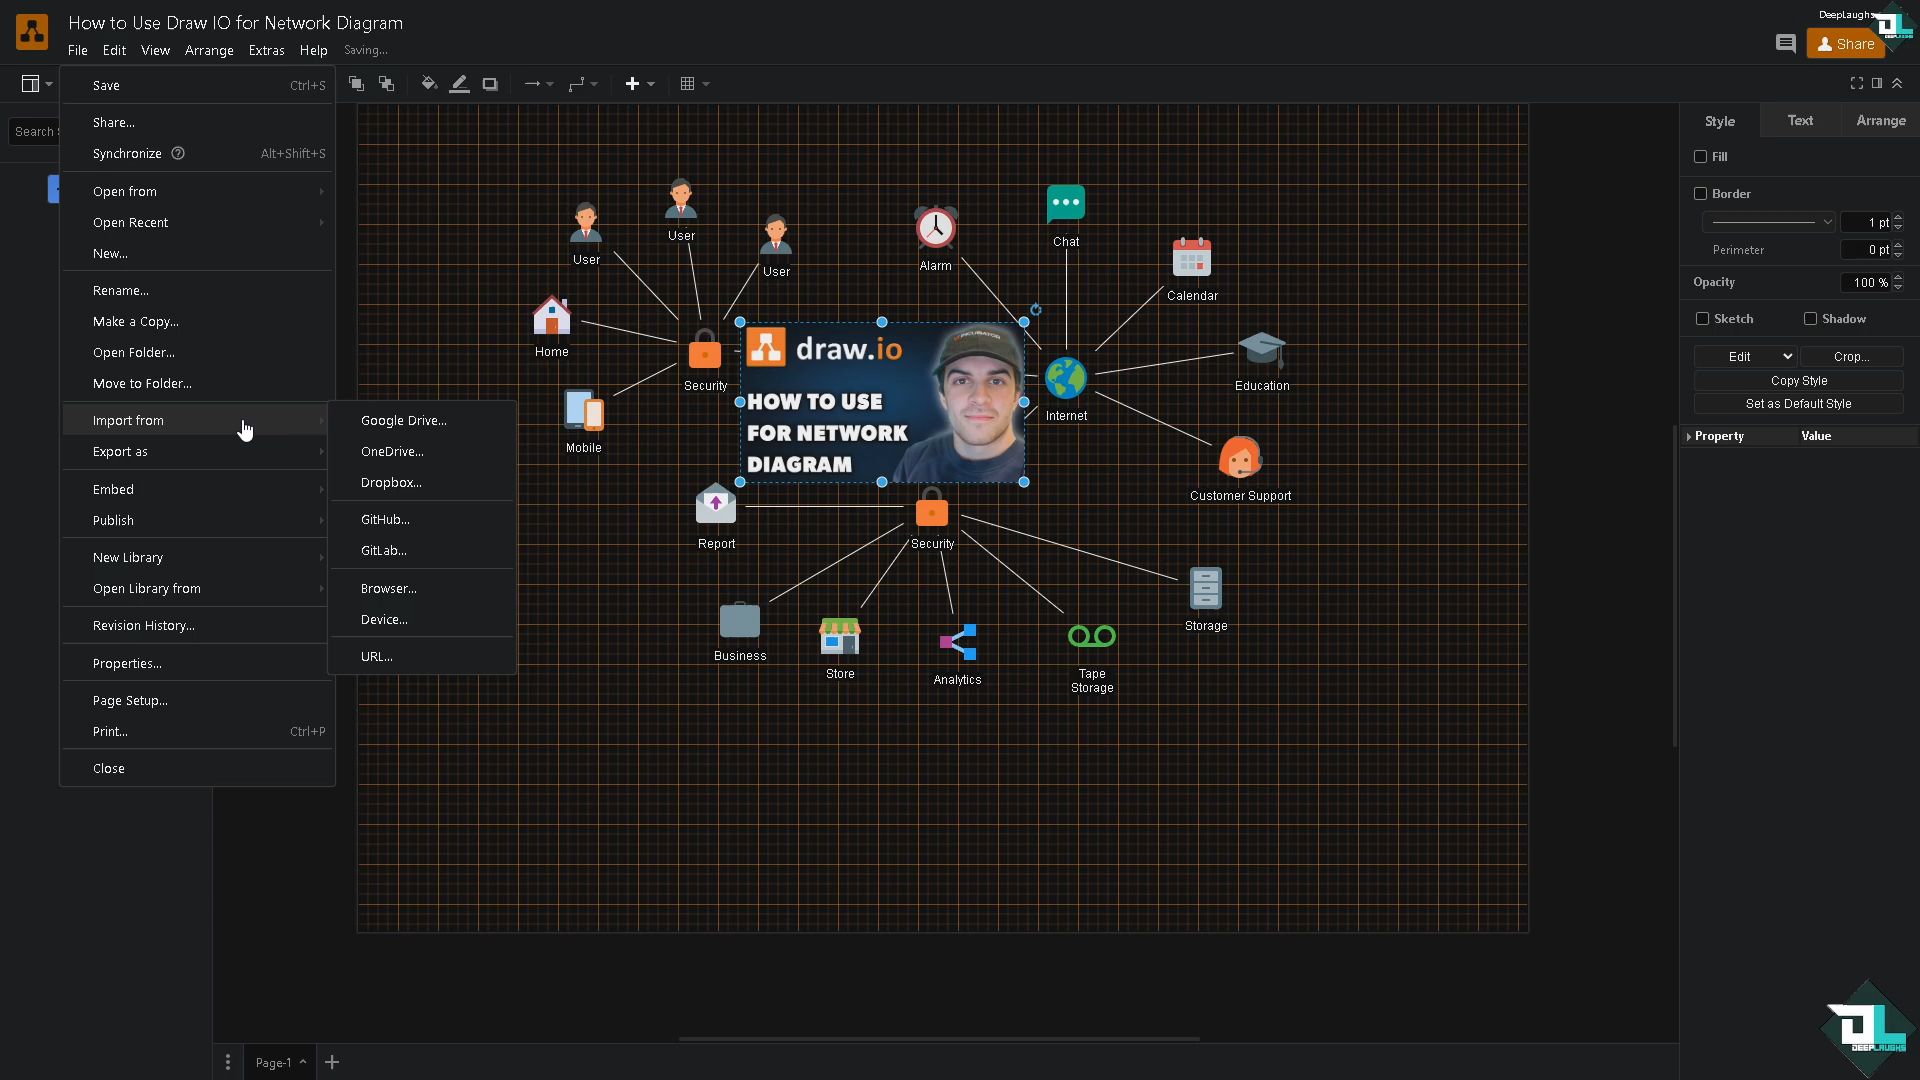 How to Use Draw IO for Network Diagram
File Edit View Arrange Extras Help Saving...
Share
DEEPLAUGHS
Save Ctrl+S
Share...
Synchronize Alt+Shift+S
Open from
Open Recent
New...
Rename...
Make a Copy...
Open Folder...
Move to Folder...
Import from
Export as
Embed
Publish
New Library
Open Library from
Revision History...
Properties...
Page Setup...
Print... Ctrl+P
Close
Search
Google Drive...
OneDrive...
Dropbox...
GitHub...
GitLab...
Browser...
Device...
URL...
User
User
User
Alarm
Chat
Calendar
Home
Security
Mobile
draw.io
HOW TO USE
FOR NETWORK
DIAGRAM
Internet
Education
Customer Support
Report
Security
Business
Store
Analytics
Tape
Storage
Storage
Style Text Arrange
Fill
Border
1 pt
Perimeter 0 pt
Opacity 100 %
Sketch Shadow
Edit Crop...
Copy Style
Set as Default Style
Property Value
Page-1
DL
DEEPLAUGHS